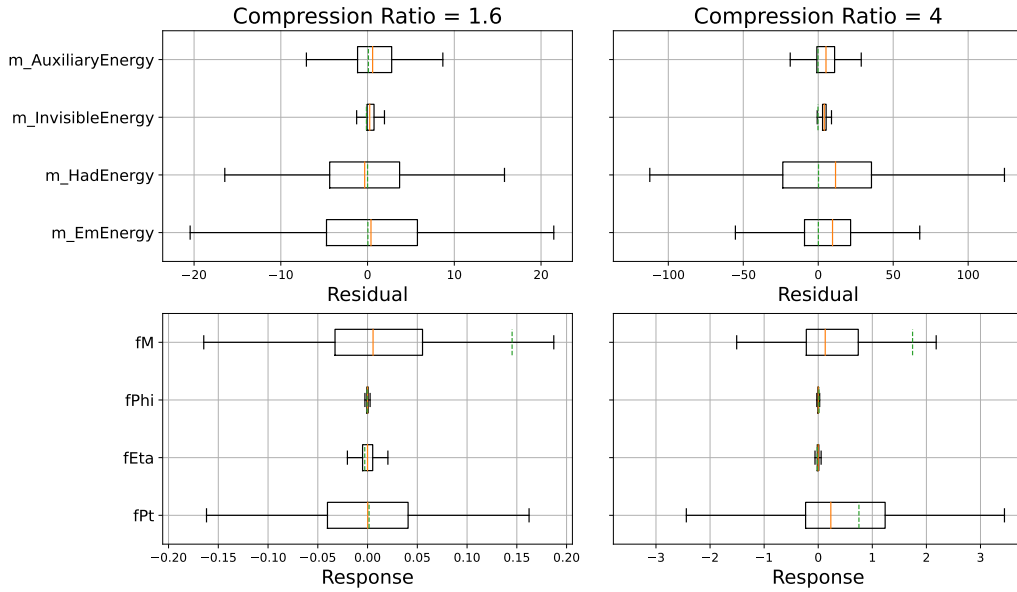 Compression Ratio = 1.6
Compression Ratio = 4
m_AuxiliaryEnergy
m_InvisibleEnergy
m_HadEnergy
m_EmEnergy
−20 −10 0 10 20
Residual
−100 −50 0 50 100
Residual
fM
fPhi
fEta
fPt
−0.20 −0.15 −0.10 −0.05 0.00 0.05 0.10 0.15 0.20
Response
−3 −2 −1 0 1 2 3
Response